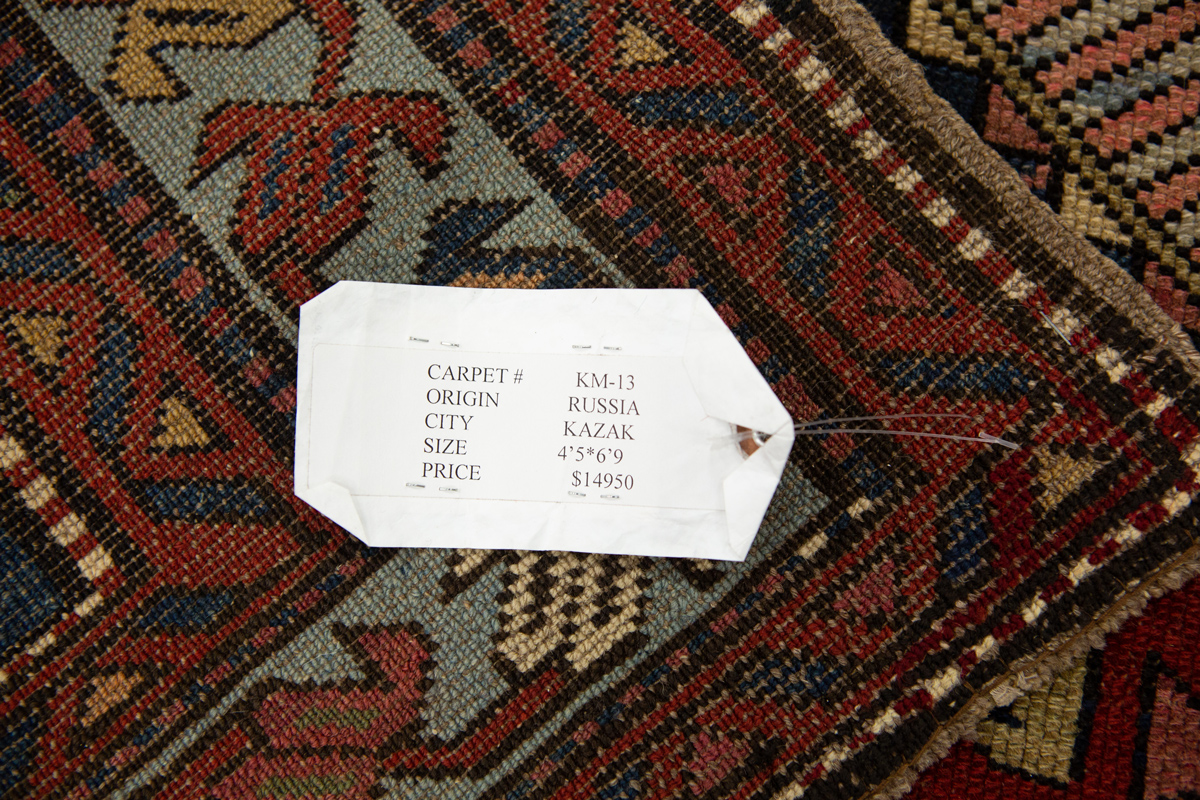 CARPET # KM-13
ORIGIN RUSSIA
CITY KAZAK
SIZE 4'5*6'9
PRICE $14950